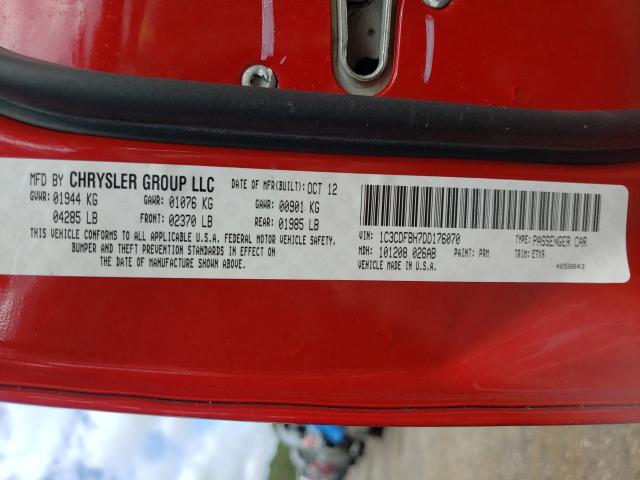 MFD BY CHRYSLER GROUP LLC
DATE OF MFR(BUILT): OCT 12
GVWR: 01944 KG
04285 LB
GAWR: 01076 KG
FRONT: 02370 LB
GAWR: 00901 KG
REAR: 01985 LB
THIS VEHICLE CONFORMS TO ALL APPLICABLE U.S.A. FEDERAL MOTOR VEHICLE SAFETY,
BUMPER AND THEFT PREVENTION STANDARDS IN EFFECT ON
THE DATE OF MANUFACTURE SHOWN ABOVE.
VIN: 1C3CDFBH7DD176070
TYPE: PASSENGER CAR
MDH: 101208 026AB
PAINT: PRM
TRIM: E7X9
VEHICLE MADE IN U.S.A.
4658843